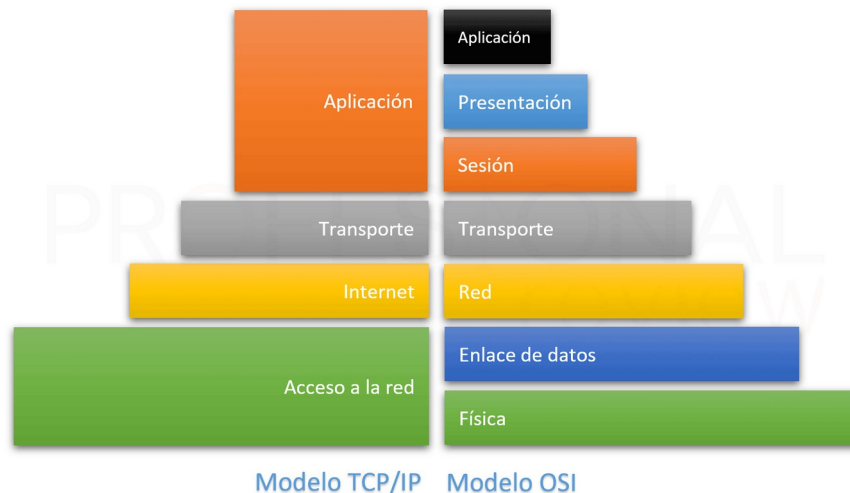 Aplicación
Transporte
Internet
Acceso a la red
Modelo TCP/IP
Aplicación
Presentación
Sesión
Transporte
Red
Enlace de datos
Física
Modelo OSI